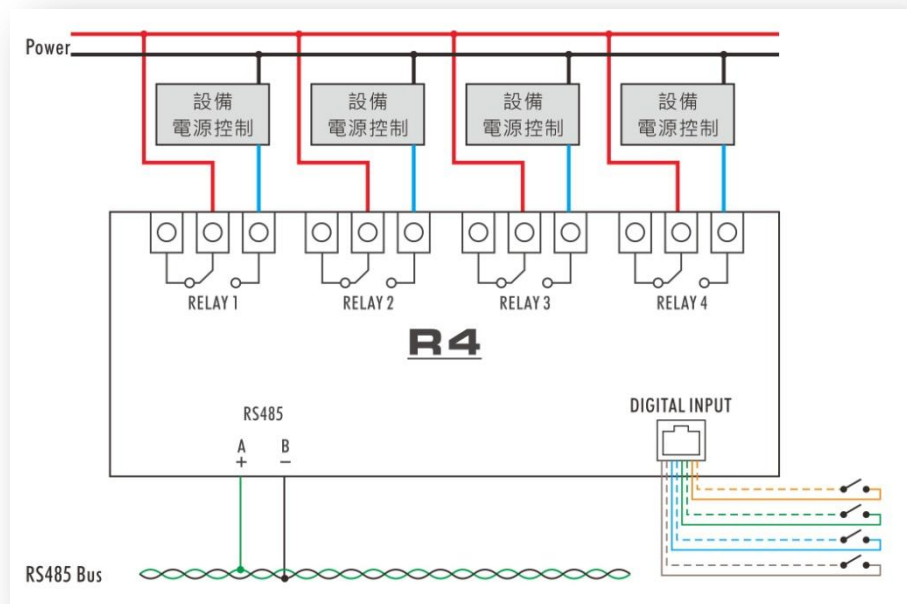 Power
設備
電源控制
設備
電源控制
設備
電源控制
設備
電源控制
RELAY 1
RELAY 2
RELAY 3
RELAY 4
R4
RS485
A
B
+
−
DIGITAL INPUT
RS485 Bus